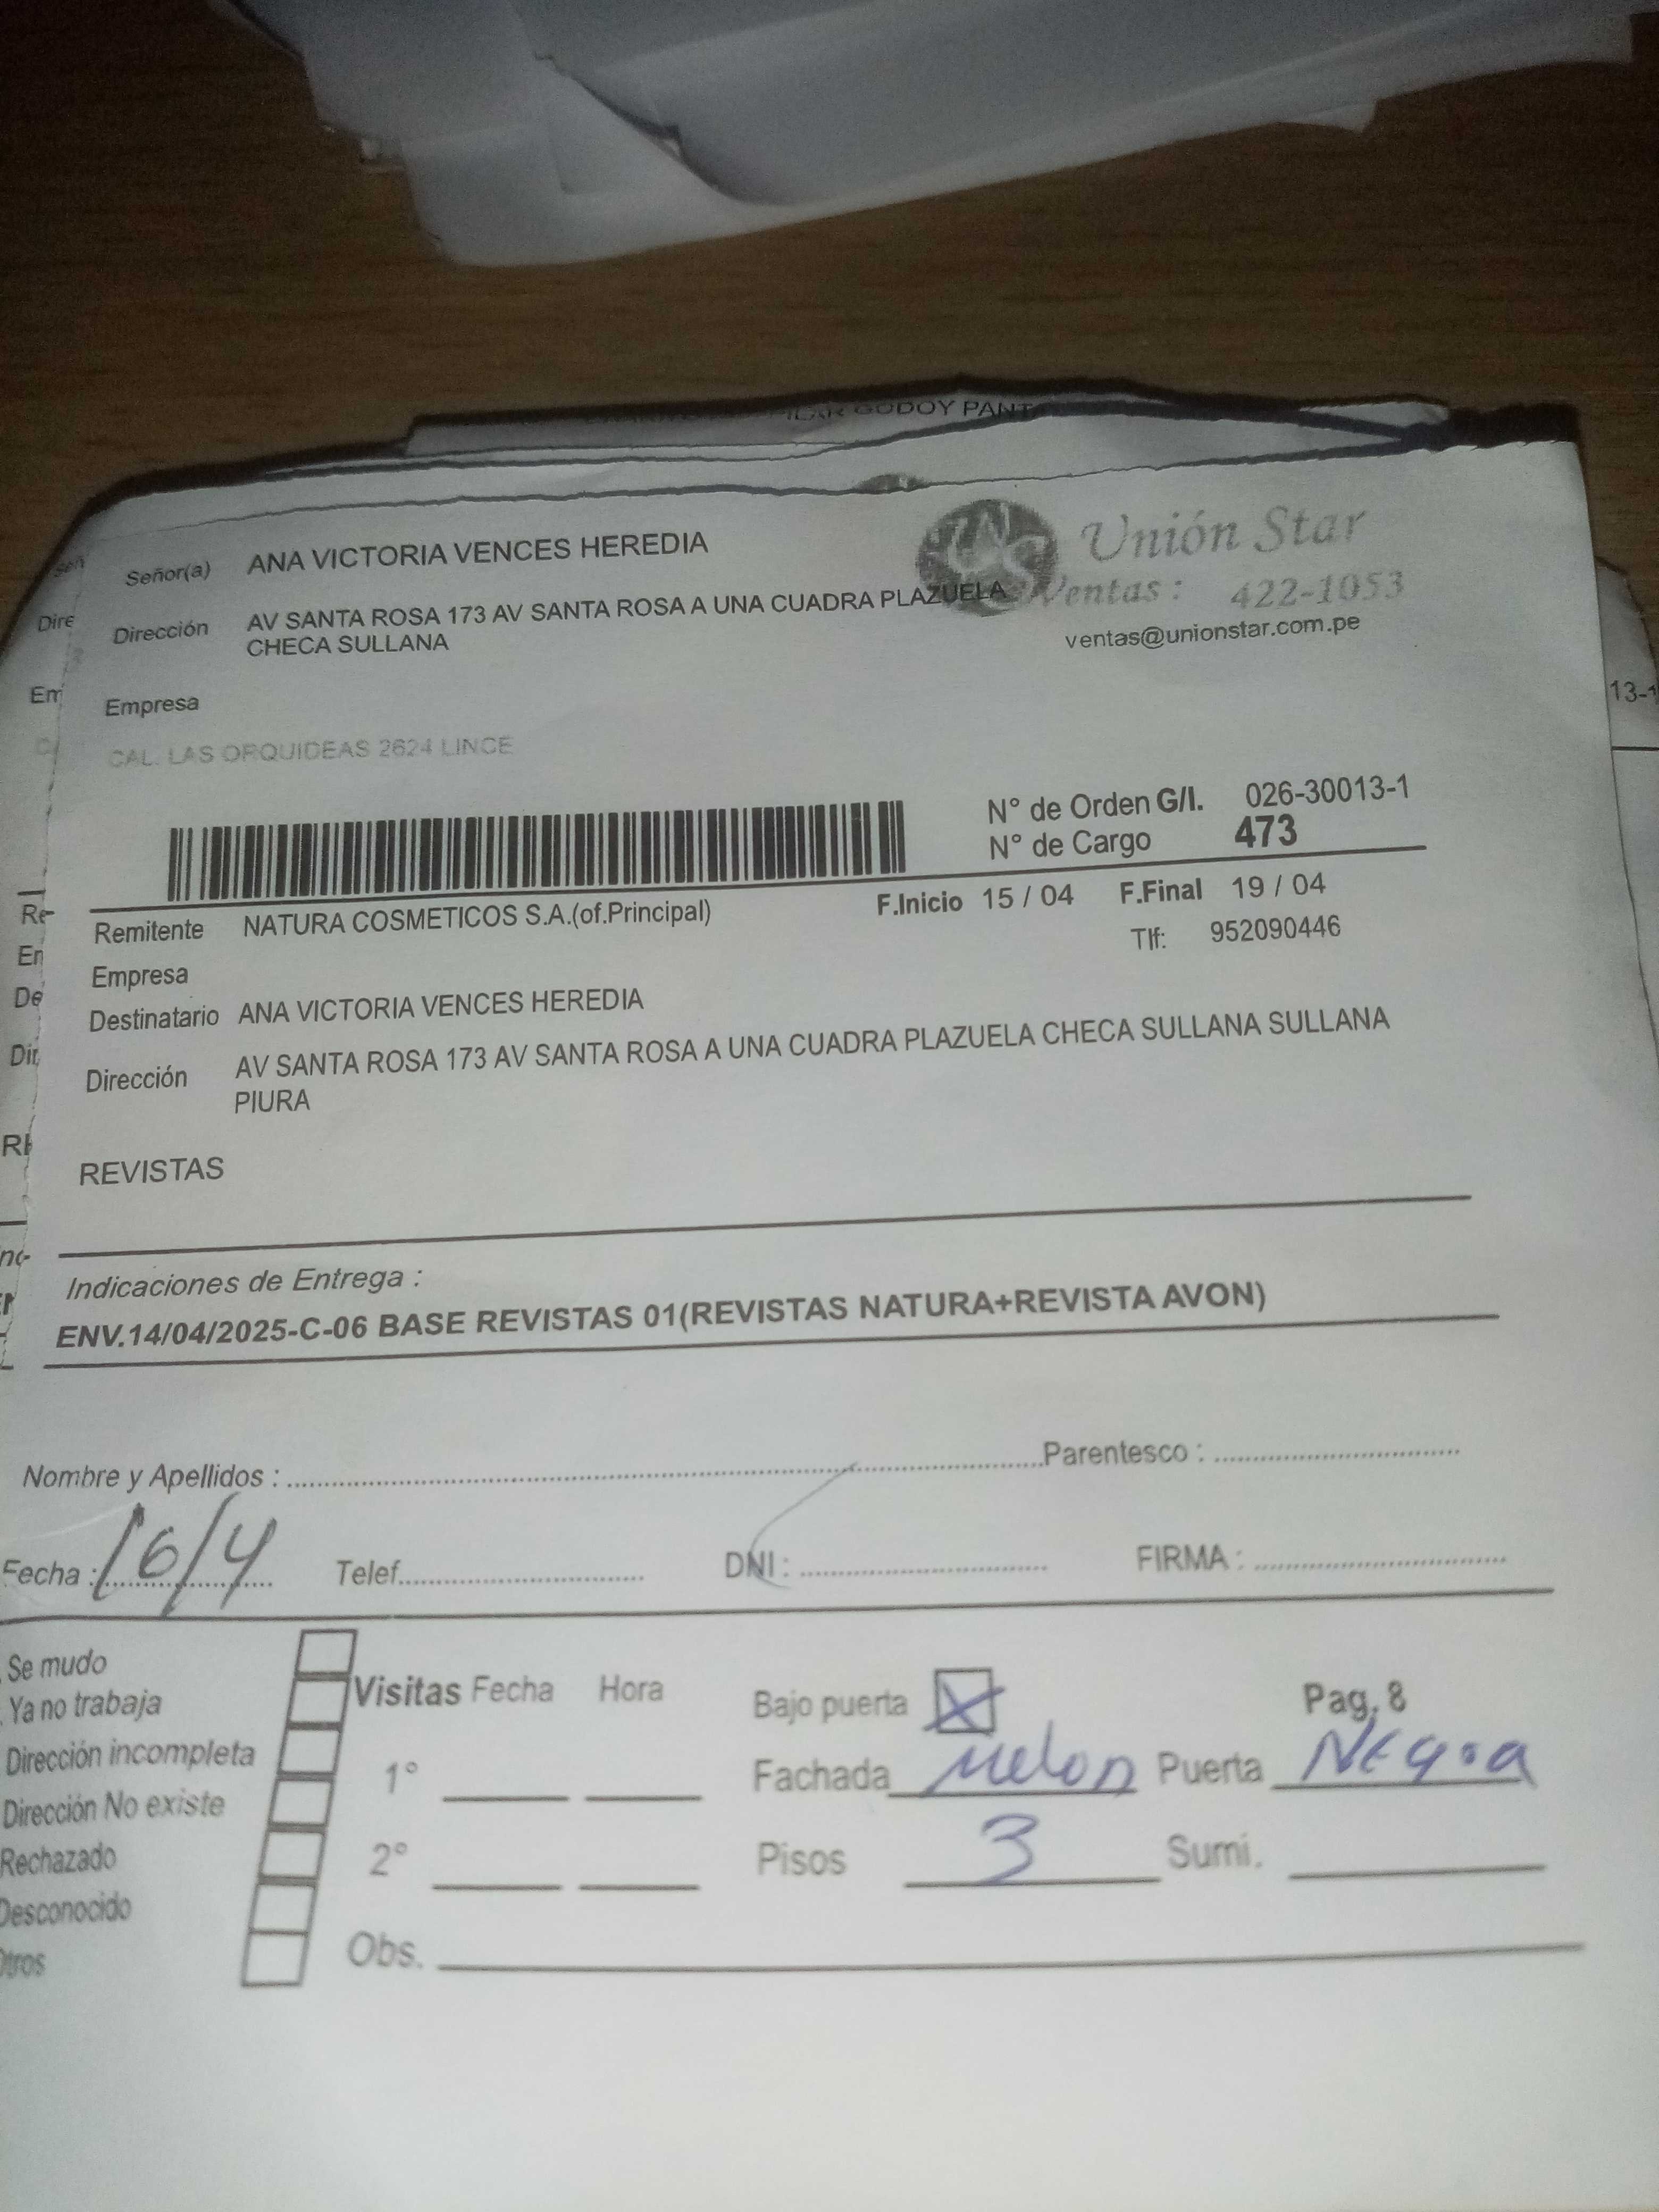 ILAR GODOY PANT
Señor(a) ANA VICTORIA VENCES HEREDIA
Unión Star
Ventas : 422-1053
ventas@unionstar.com.pe
Dirección AV SANTA ROSA 173 AV SANTA ROSA A UNA CUADRA PLAZUELA
CHECA SULLANA
Empresa
CAL. LAS ORQUIDEAS 2624 LINCE
N° de Orden G/I. 026-30013-1
N° de Cargo 473
F.Inicio 15 / 04 F.Final 19 / 04
Remitente NATURA COSMETICOS S.A.(of.Principal)
Tlf: 952090446
Empresa
Destinatario ANA VICTORIA VENCES HEREDIA
Dirección AV SANTA ROSA 173 AV SANTA ROSA A UNA CUADRA PLAZUELA CHECA SULLANA SULLANA
PIURA
REVISTAS
Indicaciones de Entrega :
ENV.14/04/2025-C-06 BASE REVISTAS 01(REVISTAS NATURA+REVISTA AVON)
Nombre y Apellidos : Parentesco :
Fecha : 16/4 Telef. DNI : FIRMA :
Se mudo
Ya no trabaja
Dirección incompleta
Dirección No existe
Rechazado
Desconocido
Otros
Visitas Fecha Hora
1°
2°
Obs.
Bajo puerta X Pag. 8
Fachada Melon Puerta Negra
Pisos 3 Sumi.